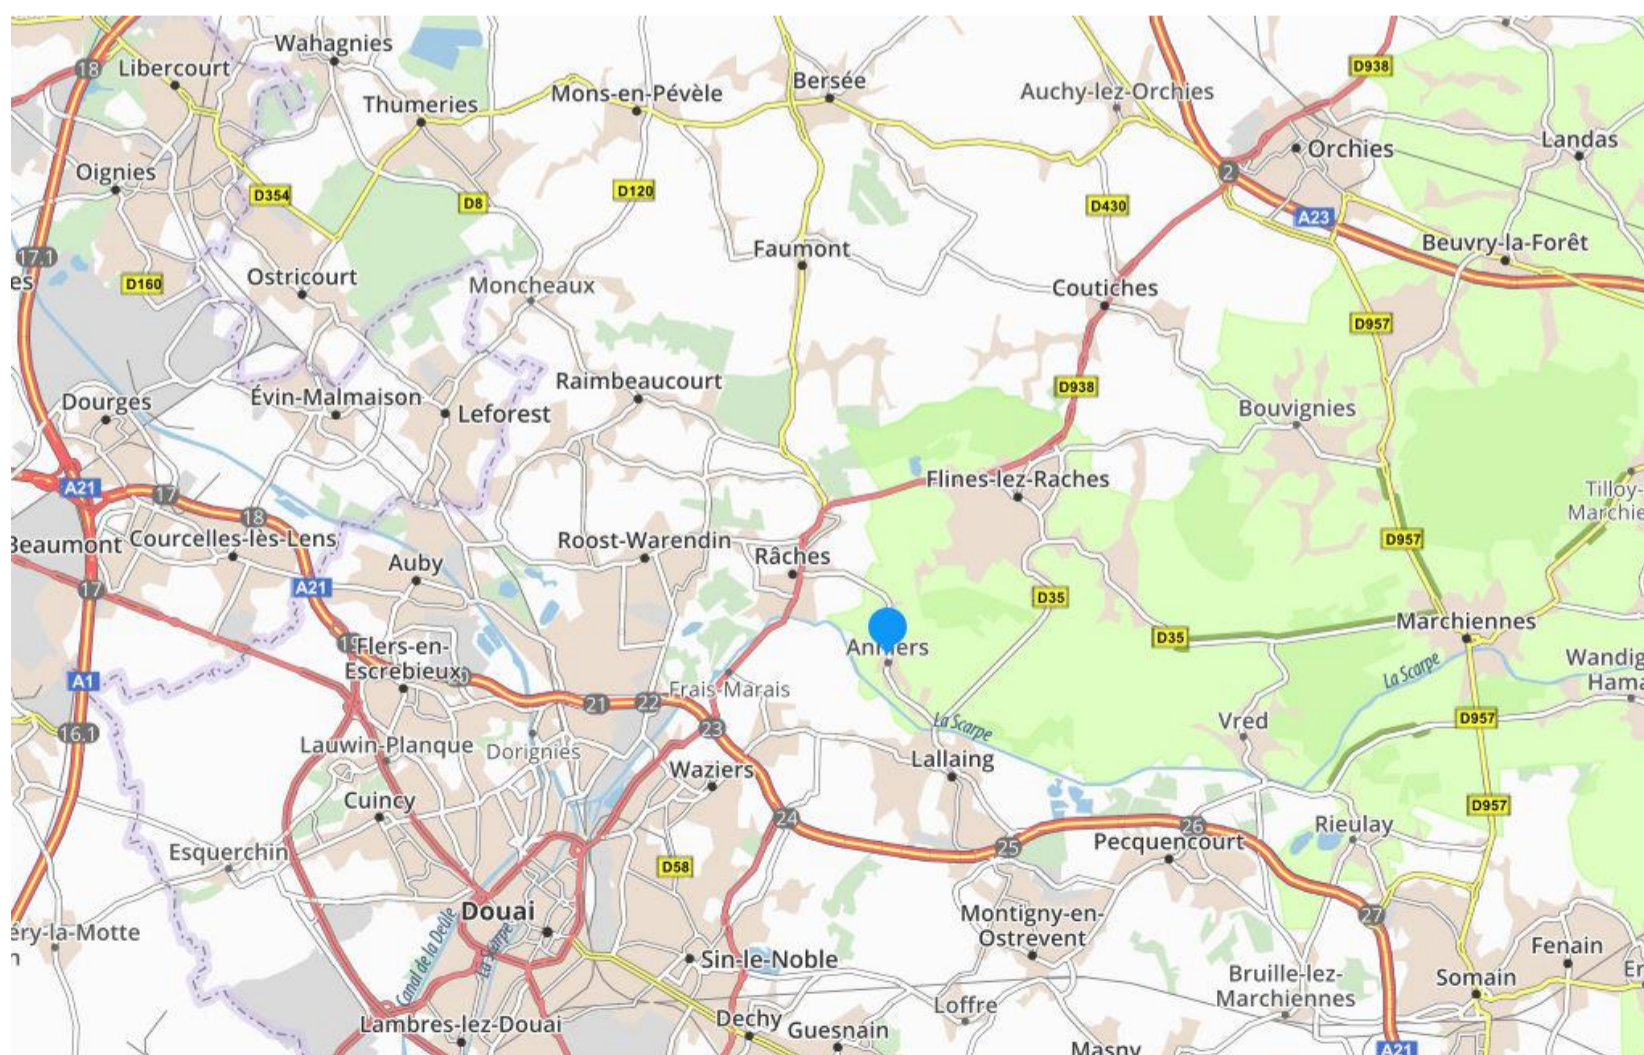 Wahagnies
18
Libercourt
Thumeries
Mons-en-Pévèle
Bersée
Auchy-lez-Orchies
D938
Orchies
Landas
Oignies
D354
D8
D120
D430
2
A23
Faumont
Beuvry-la-Forêt
17.1
es
D160
Ostricourt
Moncheaux
Coutiches
D957
Dourges
Évin-Malmaison
Leforest
Raimbeaucourt
D938
Bouvignies
A21
17
18
Flines-lez-Raches
Tilloy-
Marchie
Beaumont
Courcelles-lès-Lens
Auby
Roost-Warendin
Râches
D957
17
A21
D35
D35
Marchiennes
Flers-en-
Escrebieux
La Scarpe
Wandig
Hama
A1
Frais-Marais
21
22
23
La Scarpe
Vred
D957
16.1
Lauwin-Planque
Dorignies
Waziers
Lallaing
Cuincy
24
25
26
Pecquencourt
Rieulay
D957
Esquerchin
D58
27
Douai
Canal de la Deûle
La Scarpe
Montigny-en-
Ostrevent
éry-la-Motte
n
Sin-le-Noble
Fenain
Er
Bruille-lez-
Marchiennes
Somain
Loffre
Lambres-lez-Douai
Dechy
Guesnain
Masny
A21